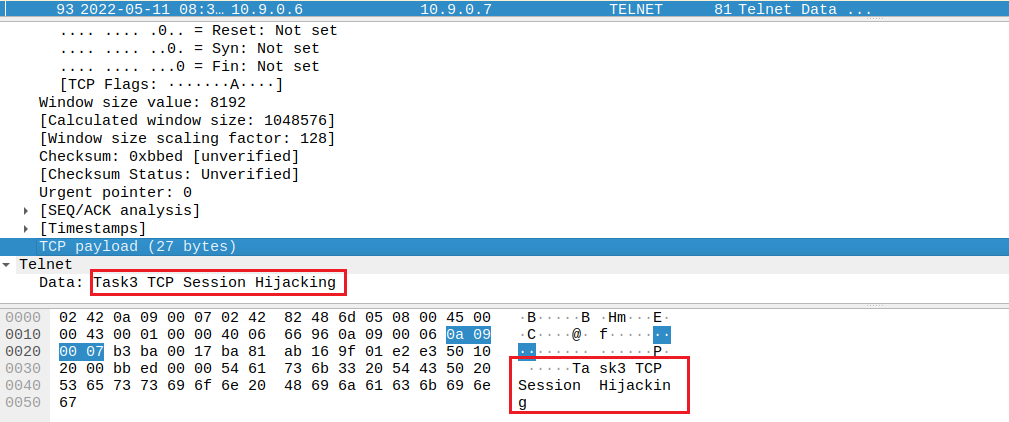 93 2022-05-11 08:3… 10.9.0.6 10.9.0.7 TELNET 81 Telnet Data ...
.... .... .0.. = Reset: Not set
.... .... ..0. = Syn: Not set
.... .... ...0 = Fin: Not set
[TCP Flags: ·······A····]
Window size value: 8192
[Calculated window size: 1048576]
[Window size scaling factor: 128]
Checksum: 0xbbed [unverified]
[Checksum Status: Unverified]
Urgent pointer: 0
[SEQ/ACK analysis]
[Timestamps]
TCP payload (27 bytes)
Telnet
Data: Task3 TCP Session Hijacking
0000 02 42 0a 09 00 07 02 42 82 48 6d 05 08 00 45 00 ·B·····B ·Hm···E·
0010 00 43 00 01 00 00 40 06 66 96 0a 09 00 06 0a 09 ·C····@· f·······
0020 00 07 b3 ba 00 17 ba 81 ab 16 9f 01 e2 e3 50 10 ········ ······P·
0030 20 00 bb ed 00 00 54 61 73 6b 33 20 54 43 50 20 ·····Ta sk3 TCP
0040 53 65 73 73 69 6f 6e 20 48 69 6a 61 63 6b 69 6e Session Hijackin
0050 67 g